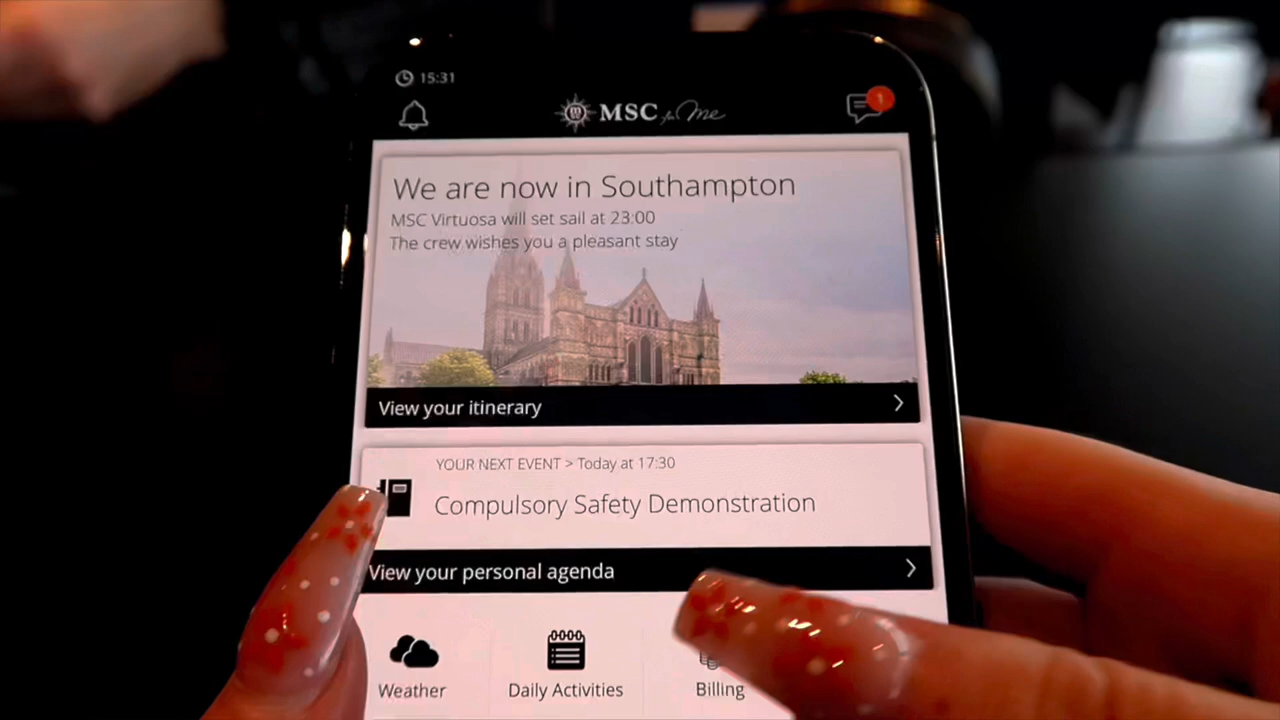 15:31
MSC for Me
1
We are now in Southampton
MSC Virtuosa will set sail at 23:00
The crew wishes you a pleasant stay
View your itinerary
YOUR NEXT EVENT > Today at 17:30
Compulsory Safety Demonstration
View your personal agenda
Weather
Daily Activities
Billing